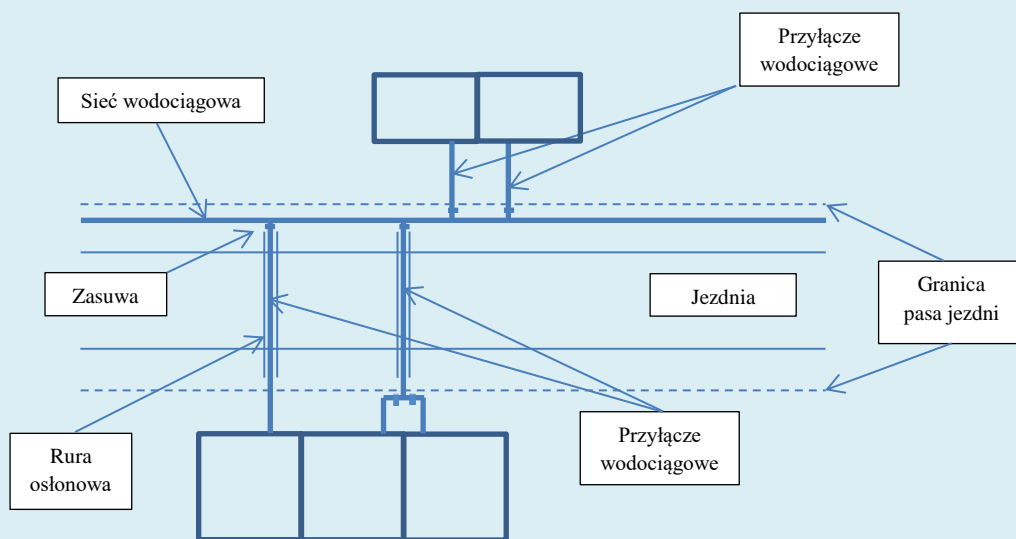 Przyłącze
wodociągowe
Sieć wodociągowa
Zasuwa
Jezdnia
Granica
pasa jezdni
Rura
osłonowa
Przyłącze
wodociągowe